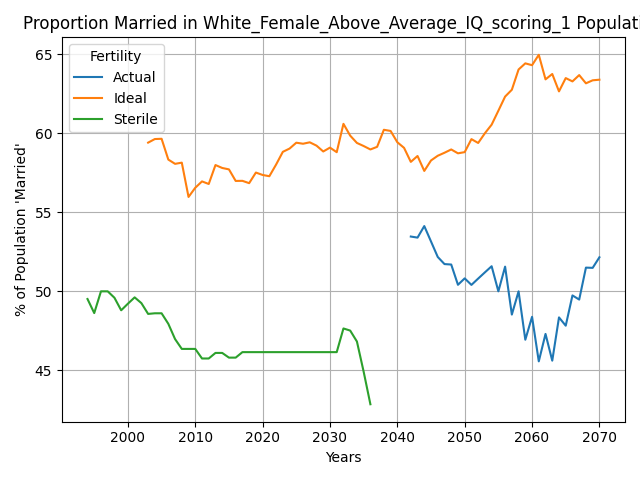 Proportion Married in White_Female_Above_Average_IQ_scoring_1 Populati
Fertility
Actual
Ideal
Sterile
% of Population 'Married'
65
60
55
50
45
2000 2010 2020 2030 2040 2050 2060 2070
Years